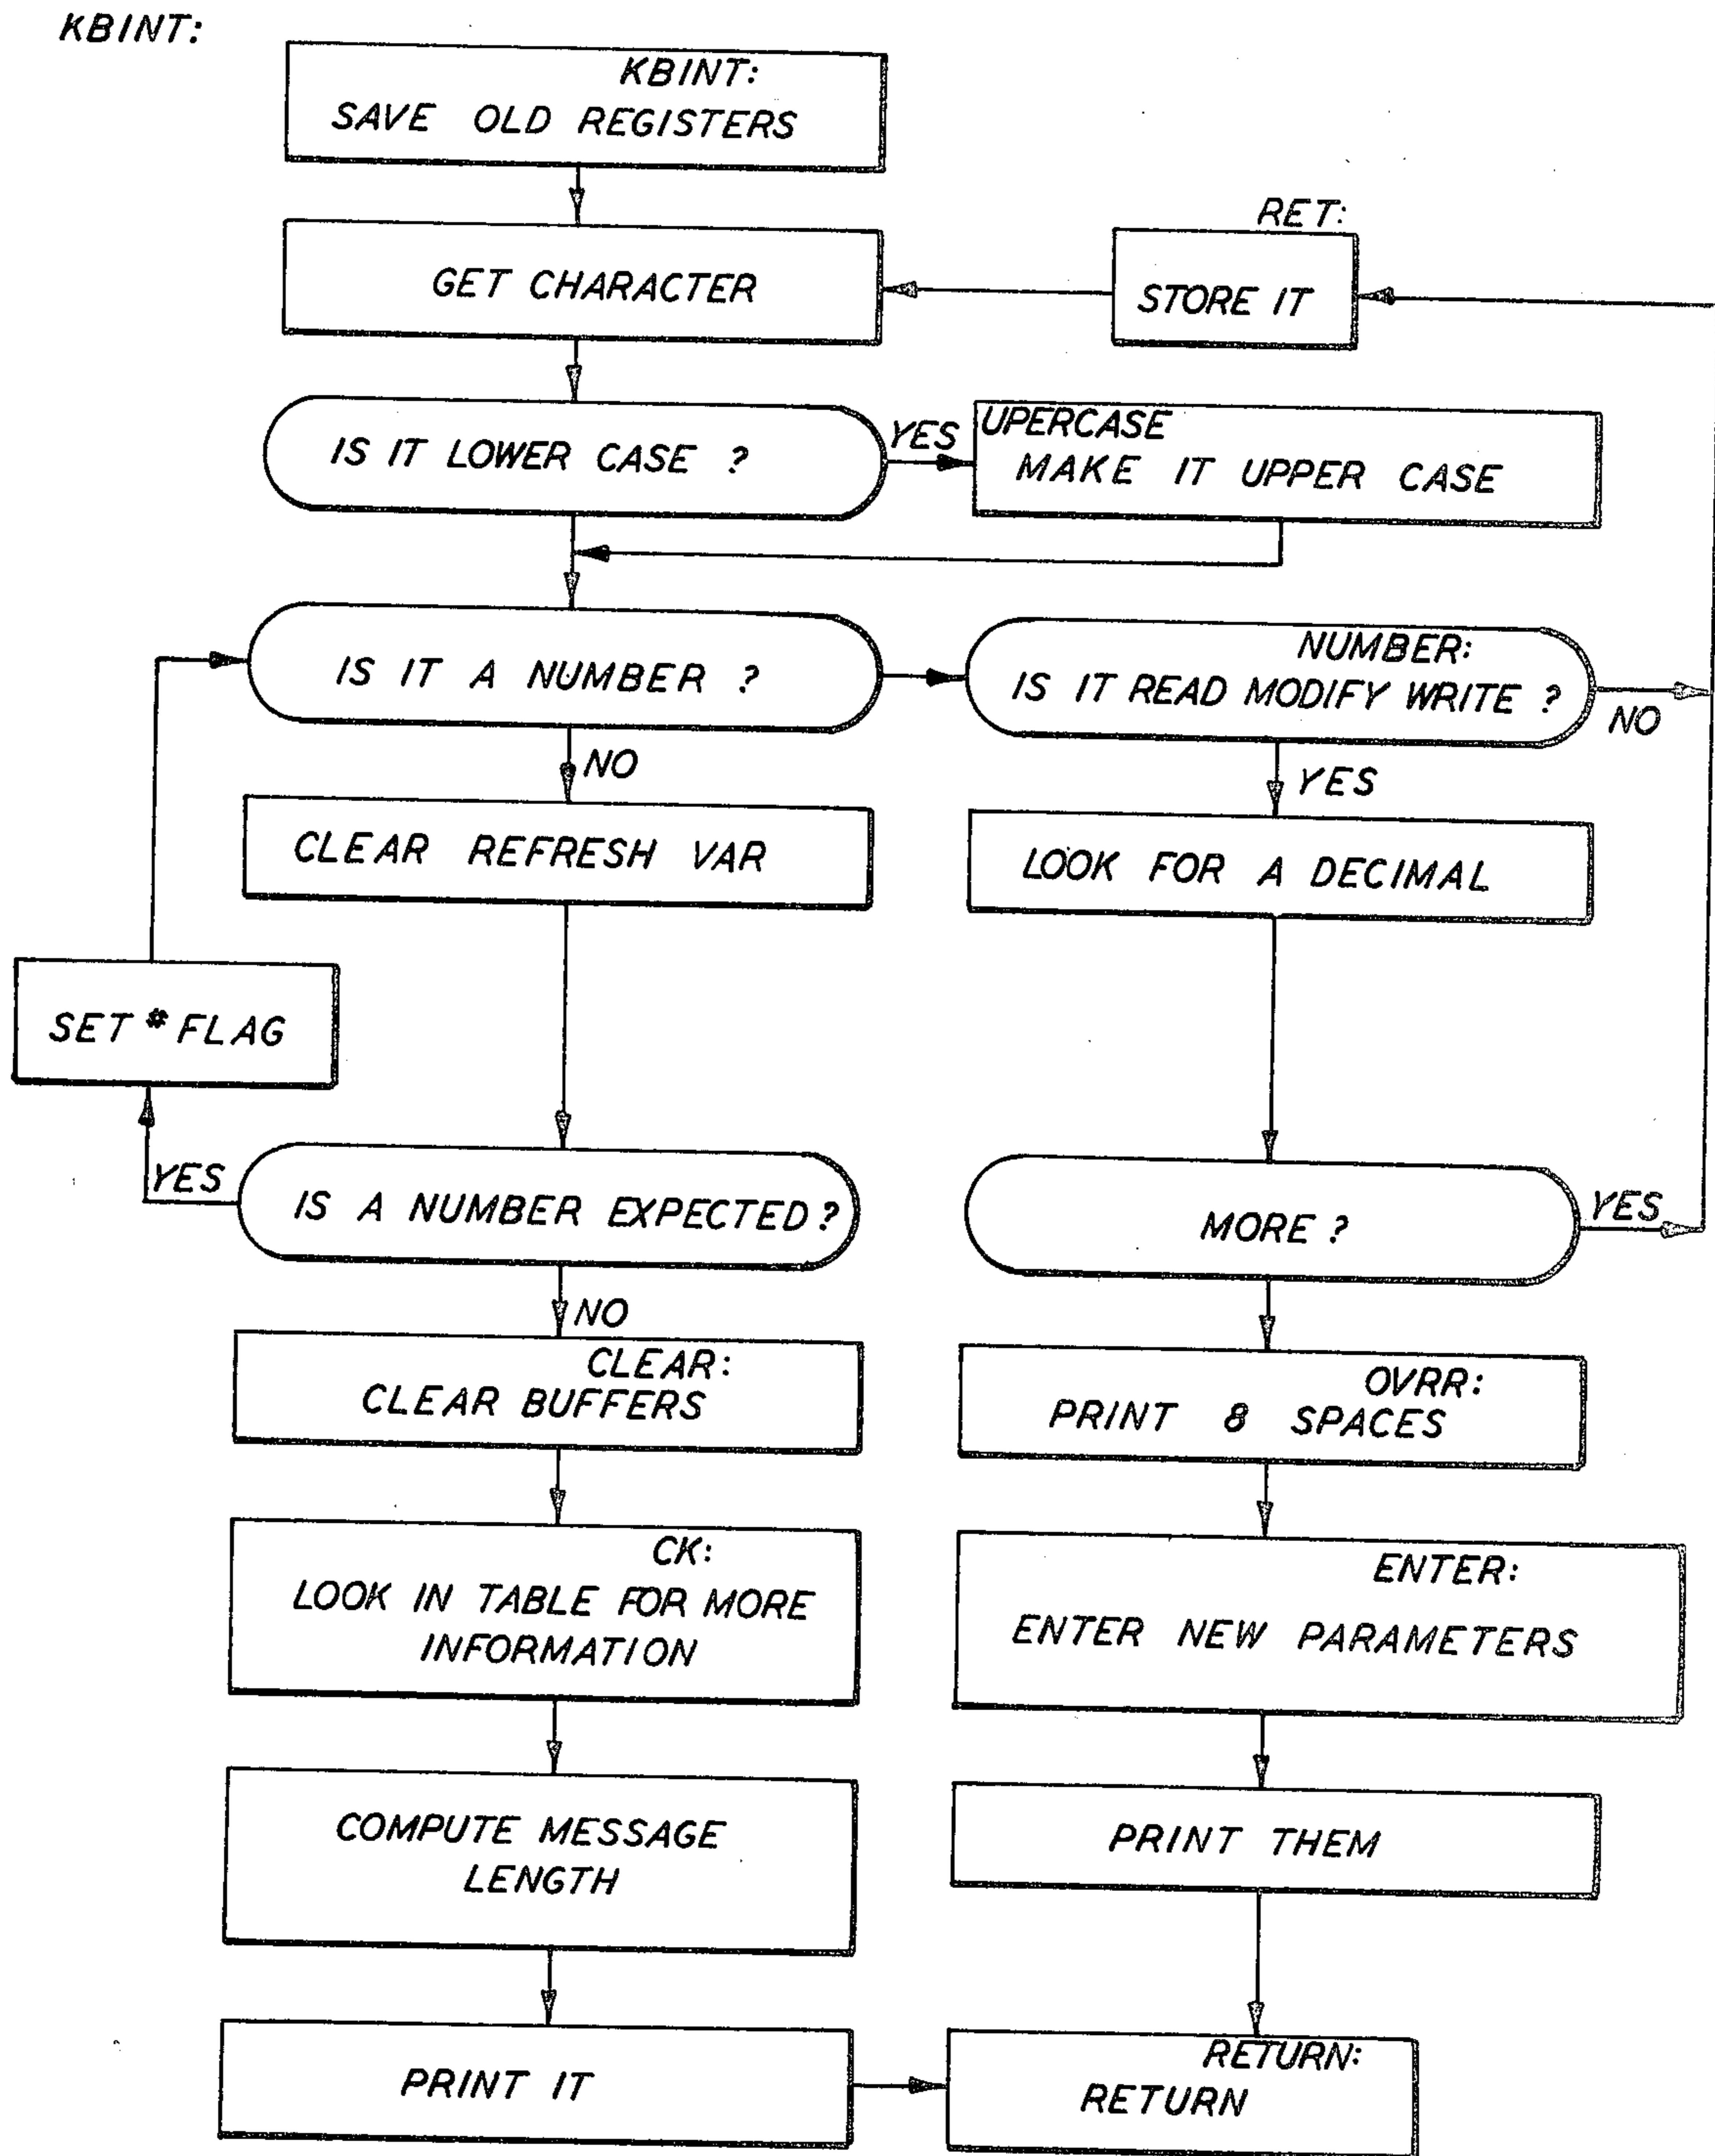 KBINT:
KBINT:
SAVE OLD REGISTERS
GET CHARACTER
RET:
STORE IT
IS IT LOWER CASE ?
YES
UPERCASE
MAKE IT UPPER CASE
IS IT A NUMBER ?
NUMBER:
IS IT READ MODIFY WRITE ?
NO
NO
YES
CLEAR REFRESH VAR
LOOK FOR A DECIMAL
SET # FLAG
YES
IS A NUMBER EXPECTED ?
MORE ?
YES
NO
CLEAR:
CLEAR BUFFERS
OVRR:
PRINT 8 SPACES
CK:
LOOK IN TABLE FOR MORE
INFORMATION
ENTER:
ENTER NEW PARAMETERS
COMPUTE MESSAGE
LENGTH
PRINT THEM
PRINT IT
RETURN:
RETURN